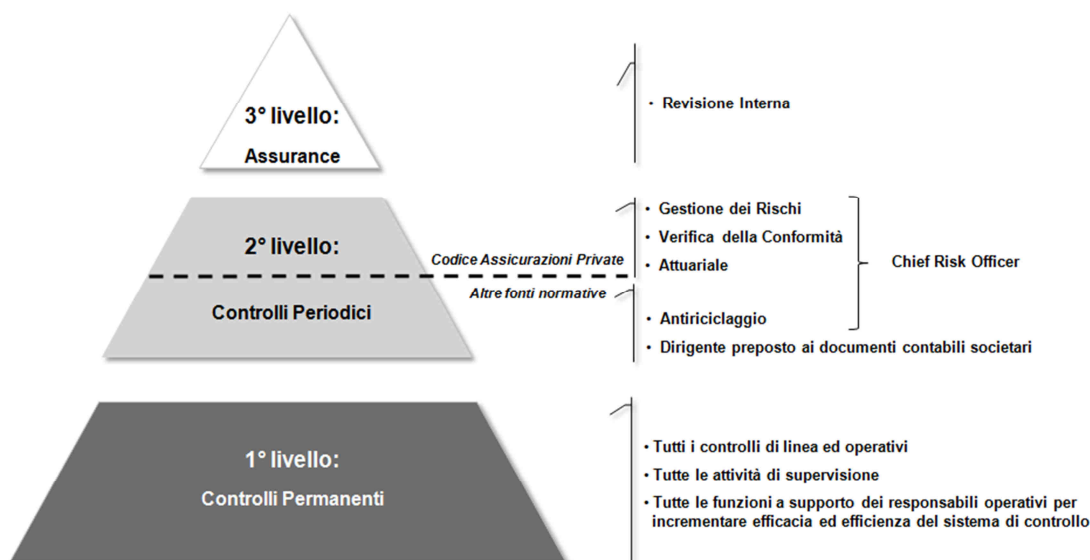 3° livello:
Assurance
• Revisione Interna
2° livello:
Controlli Periodici
Codice Assicurazioni Private
Altre fonti normative
• Gestione dei Rischi
• Verifica della Conformità
• Attuariale
Chief Risk Officer
• Antiriciclaggio
• Dirigente preposto ai documenti contabili societari
1° livello:
Controlli Permanenti
• Tutti i controlli di linea ed operativi
• Tutte le attività di supervisione
• Tutte le funzioni a supporto dei responsabili operativi per
incrementare efficacia ed efficienza del sistema di controllo